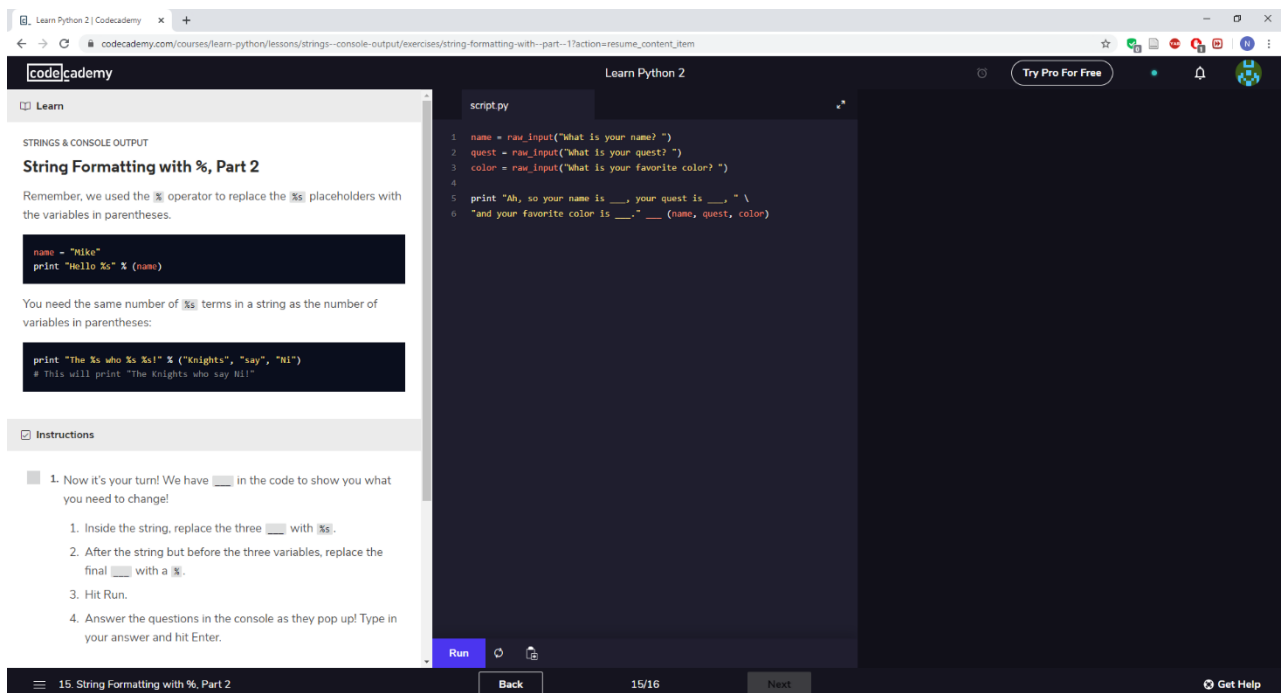 Learn Python 2 | Codecademy
codecademy.com/courses/learn-python/lessons/strings--console-output/exercises/string-formatting-with--part--1?action=resume_content_item
codecademy
Learn Python 2
Try Pro For Free
Learn
script.py
STRINGS & CONSOLE OUTPUT
String Formatting with %, Part 2
Remember, we used the % operator to replace the %s placeholders with
the variables in parentheses.
name = "Mike"
print "Hello %s" % (name)
You need the same number of %s terms in a string as the number of
variables in parentheses:
print "The %s who %s %s!" % ("Knights", "say", "Ni")
# This will print "The Knights who say Ni!"
Instructions
1. Now it's your turn! We have ___ in the code to show you what
you need to change!
1. Inside the string, replace the three ___ with %s.
2. After the string but before the three variables, replace the
final ___ with a %.
3. Hit Run.
4. Answer the questions in the console as they pop up! Type in
your answer and hit Enter.
1 name = raw_input("What is your name? ")
2 quest = raw_input("What is your quest? ")
3 color = raw_input("What is your favorite color? ")
4
5 print "Ah, so your name is ___, your quest is ___, " \
6 "and your favorite color is ___." ___ (name, quest, color)
Run
15. String Formatting with %, Part 2
Back
15/16
Next
Get Help
N